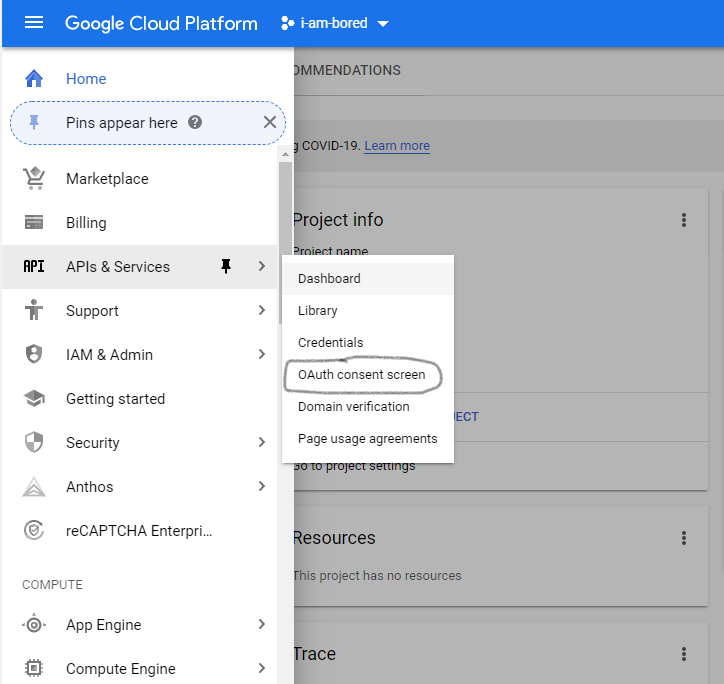 Google Cloud Platform i-am-bored
Home
Pins appear here
Marketplace
Billing
API APIs & Services
Support
IAM & Admin
Getting started
Security
Anthos
reCAPTCHA Enterpri...
COMPUTE
App Engine
Compute Engine
Dashboard
Library
Credentials
OAuth consent screen
Domain verification
Page usage agreements
OMMENDATIONS
g COVID-19. Learn more
Project info
Project name
JECT
Go to project settings
Resources
This project has no resources
Trace